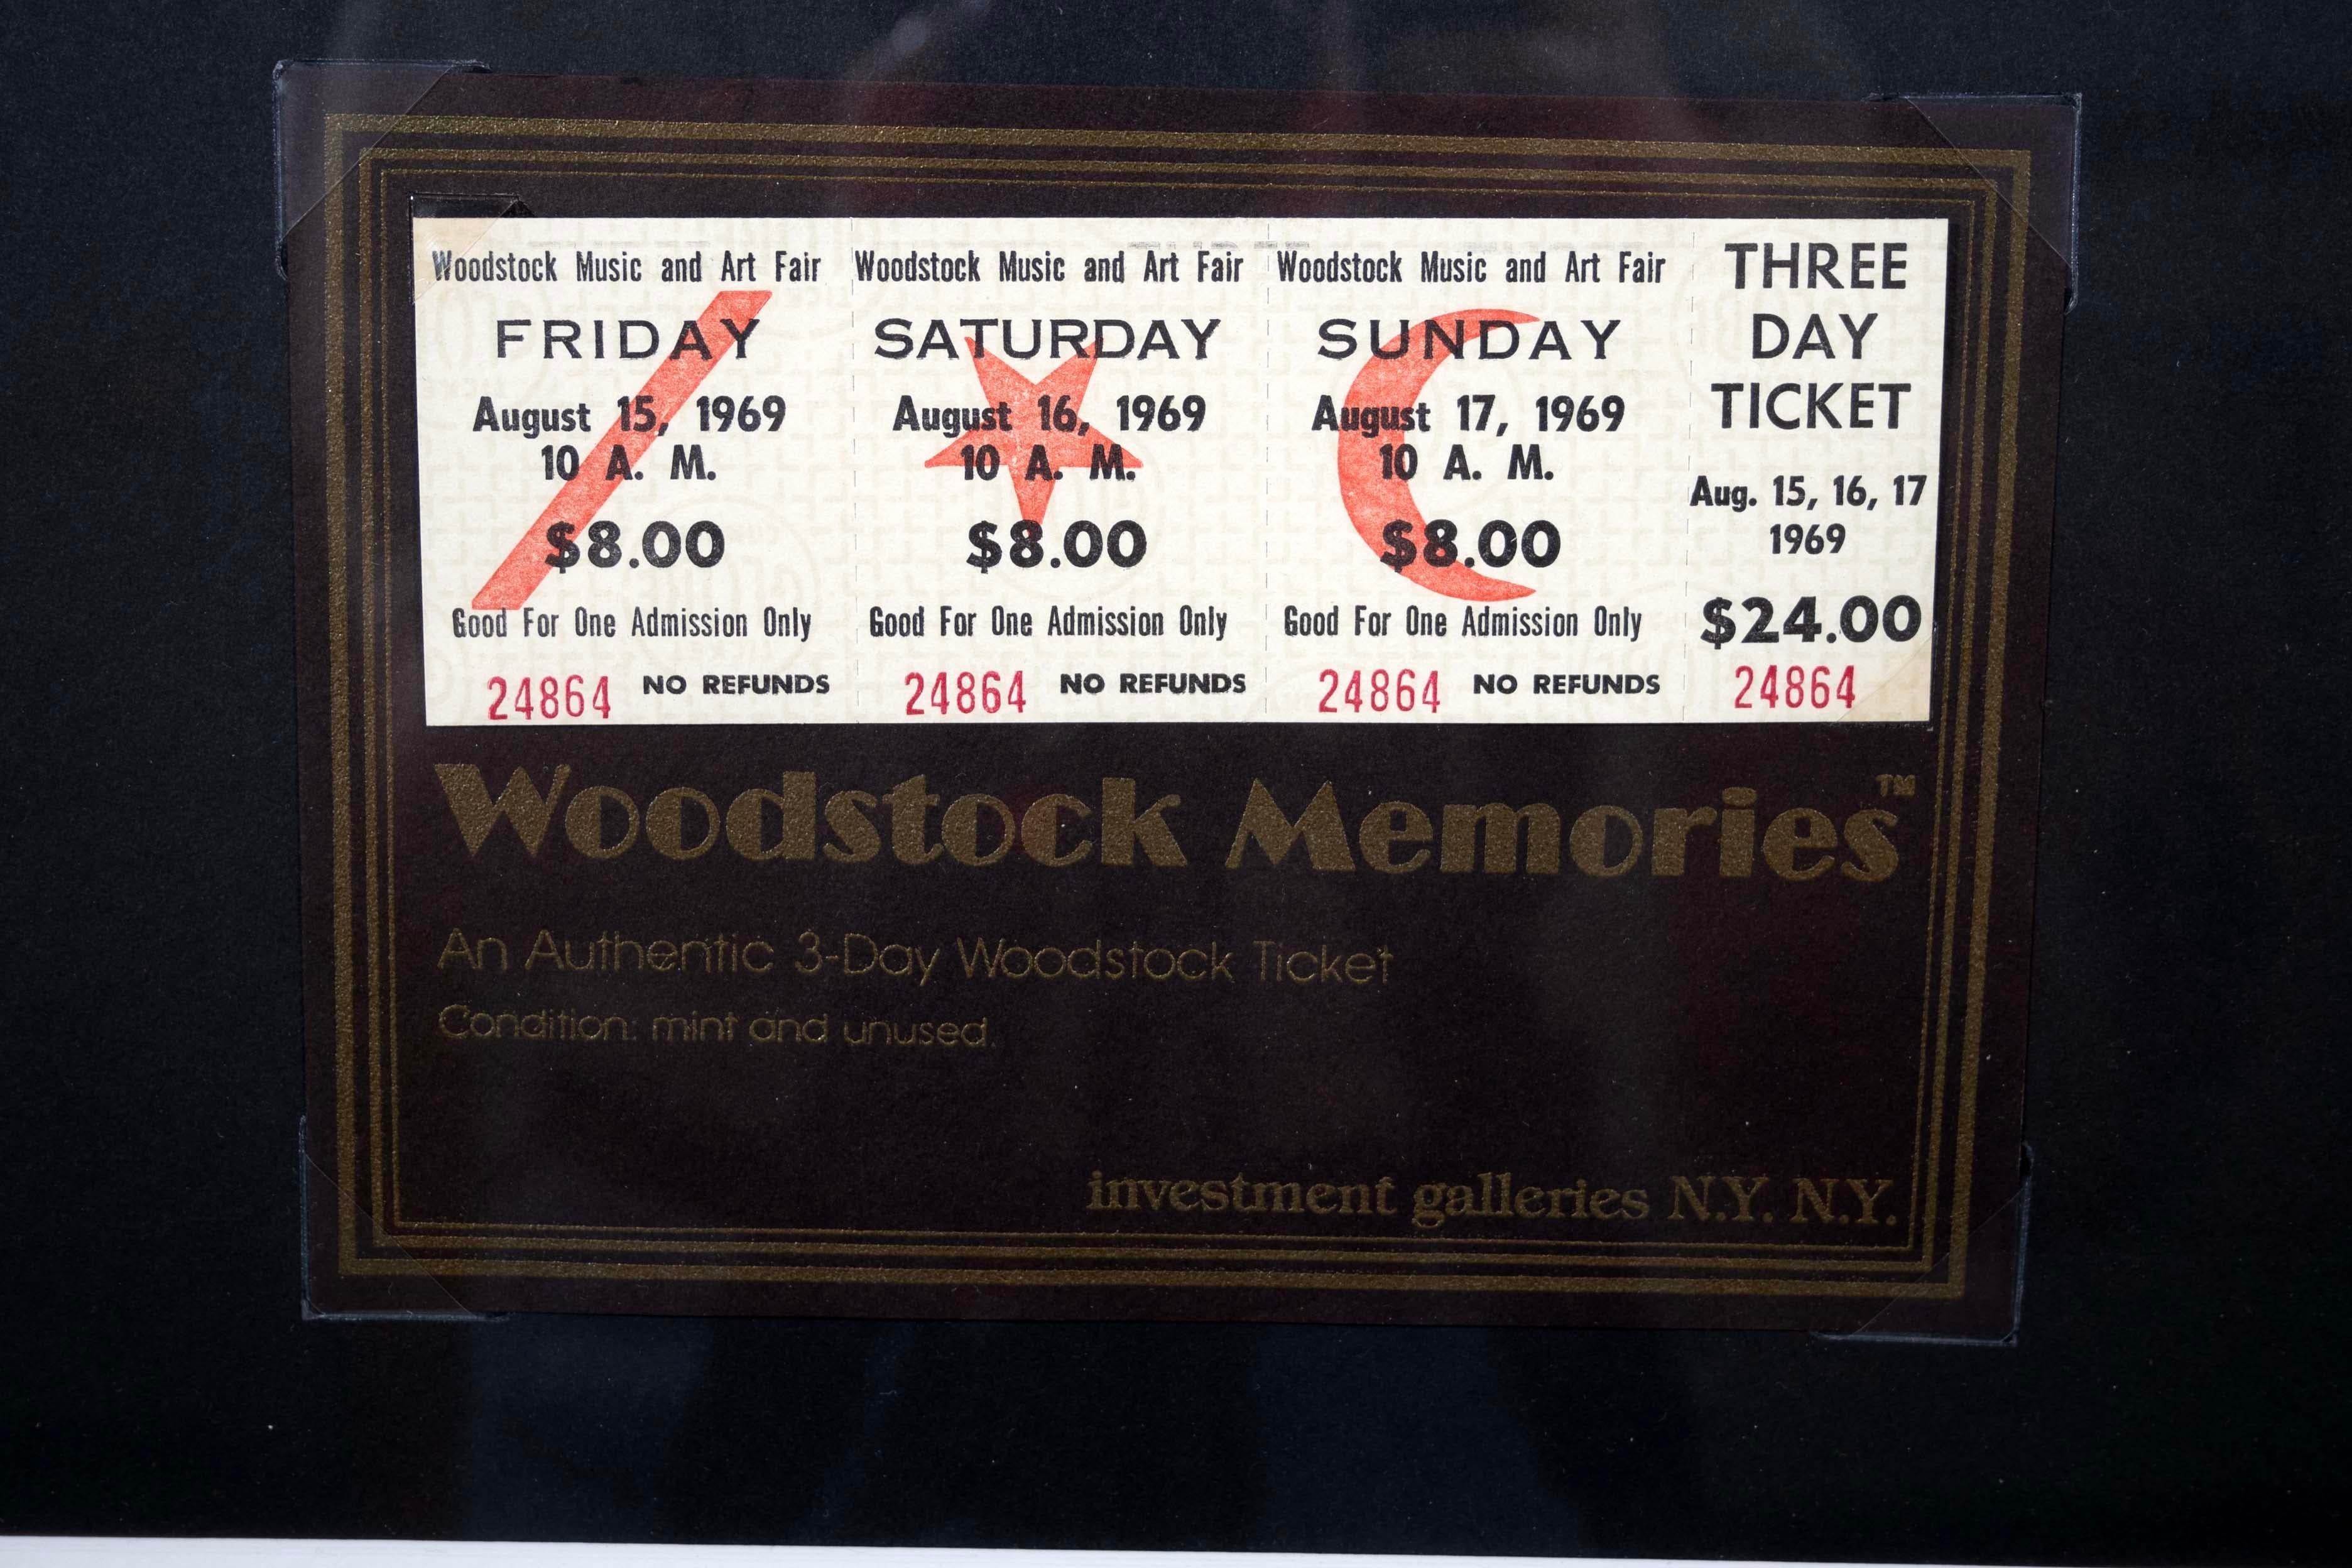 Woodstock Music and Art Fair
FRIDAY
August 15, 1969
10 A. M.
$8.00
Good For One Admission Only
24864 NO REFUNDS
Woodstock Music and Art Fair
SATURDAY
August 16, 1969
10 A. M.
$8.00
Good For One Admission Only
24864 NO REFUNDS
Woodstock Music and Art Fair
SUNDAY
August 17, 1969
10 A. M.
$8.00
Good For One Admission Only
24864 NO REFUNDS
THREE
DAY
TICKET
Aug. 15, 16, 17
1969
$24.00
24864
Woodstock Memories™
An Authentic 3-Day Woodstock Ticket
Condition: mint and unused.
investment galleries N.Y. N.Y.